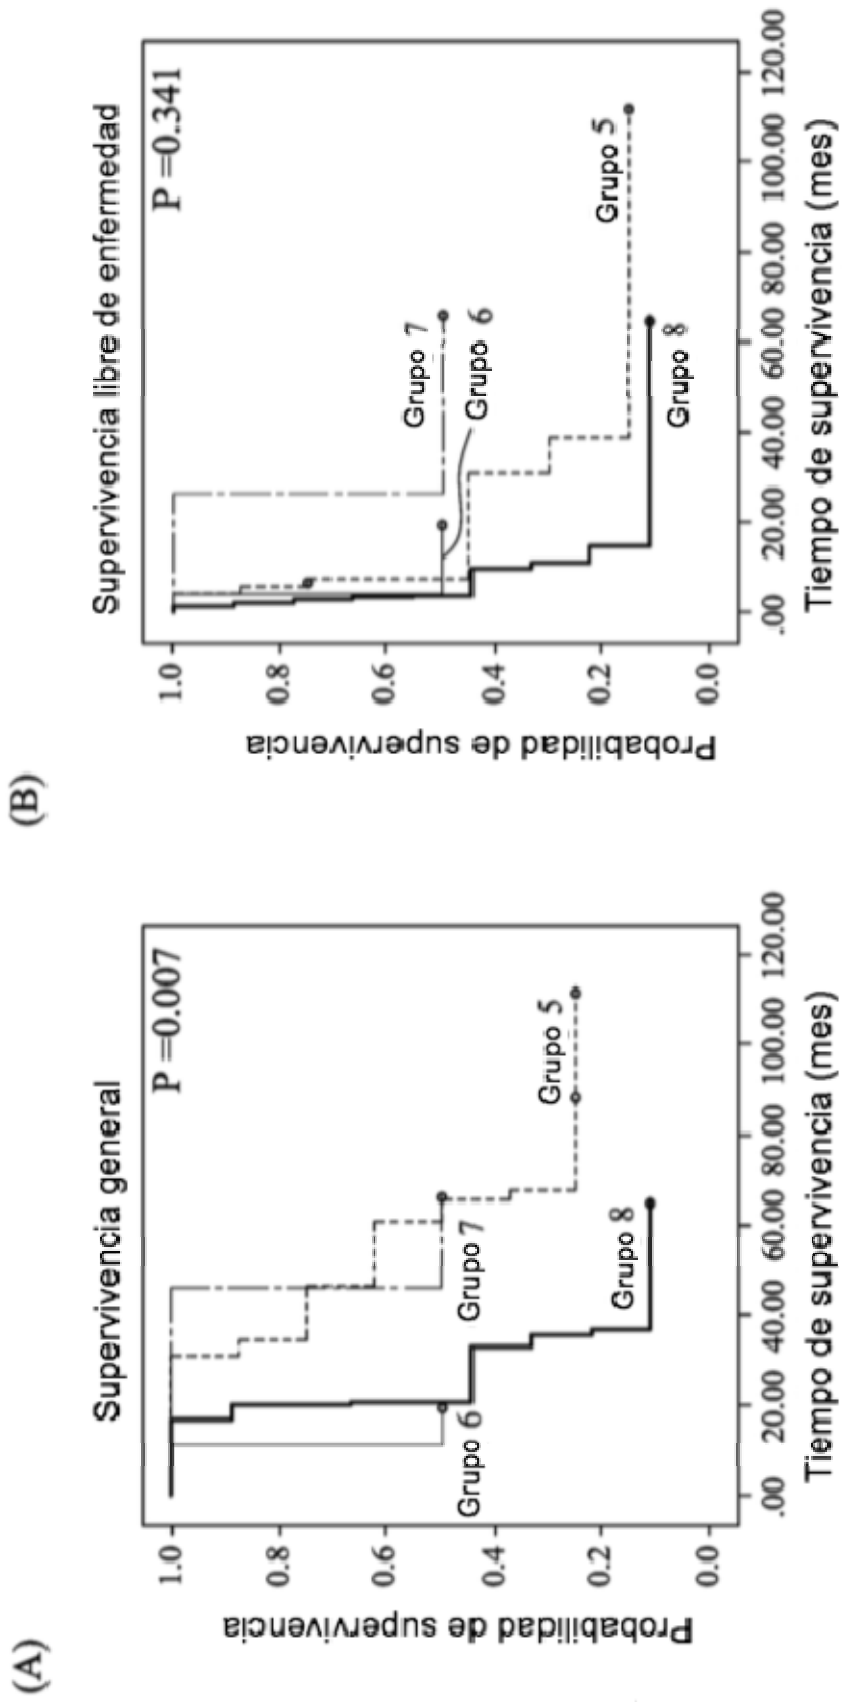 (A)
Supervivencia general
P =0.007
Probabilidad de supervivencia
1.0
0.8
0.6
0.4
0.2
0.0
Grupo 5
Grupo 7
Grupo 6
Grupo 8
.00 20.00 40.00 60.00 80.00 100.00 120.00
Tiempo de supervivencia (mes)
(B)
Supervivencia libre de enfermedad
P =0.341
Probabilidad de supervivencia
1.0
0.8
0.6
0.4
0.2
0.0
Grupo 7
Grupo 6
Grupo 5
Grupo 8
.00 20.00 40.00 60.00 80.00 100.00 120.00
Tiempo de supervivencia (mes)